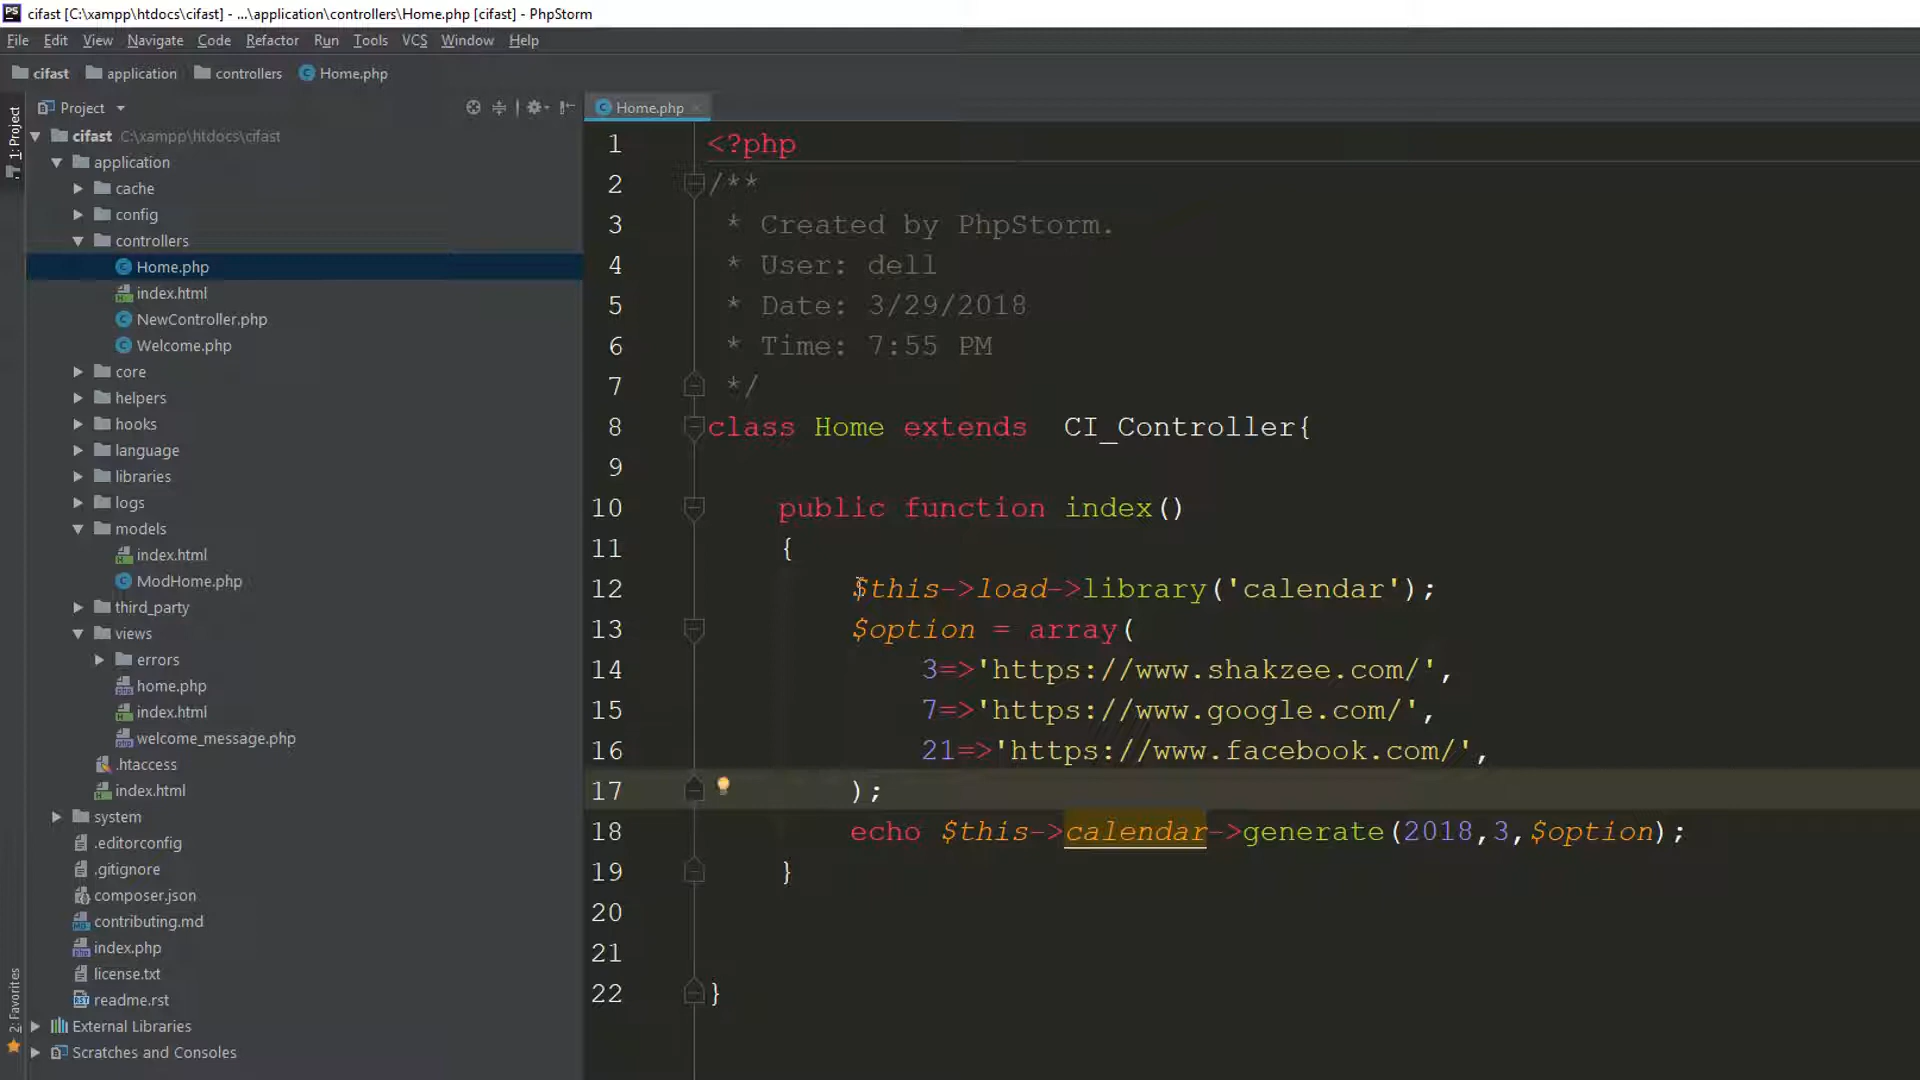 PS cifast [C:\xampp\htdocs\cifast] - ...\application\controllers\Home.php [cifast] - PhpStorm
File Edit View Navigate Code Refactor Run Tools VCS Window Help
cifast application controllers Home.php
1: Project
Project
cifast C:\xampp\htdocs\cifast
application
cache
config
controllers
Home.php
index.html
NewController.php
Welcome.php
core
helpers
hooks
language
libraries
logs
models
index.html
ModHome.php
third_party
views
errors
home.php
index.html
welcome_message.php
.htaccess
index.html
system
.editorconfig
.gitignore
composer.json
contributing.md
index.php
license.txt
readme.rst
External Libraries
Scratches and Consoles
2: Favorites
Home.php
1 <?php
2 /**
3 * Created by PhpStorm.
4 * User: dell
5 * Date: 3/29/2018
6 * Time: 7:55 PM
7 */
8 class Home extends  CI_Controller{
9
10 public function index()
11 {
12 $this->load->library('calendar');
13 $option = array(
14 3=>'https://www.shakzee.com/',
15 7=>'https://www.google.com/',
16 21=>'https://www.facebook.com/',
17 );
18 echo $this->calendar->generate(2018,3,$option);
19 }
20
21
22 }